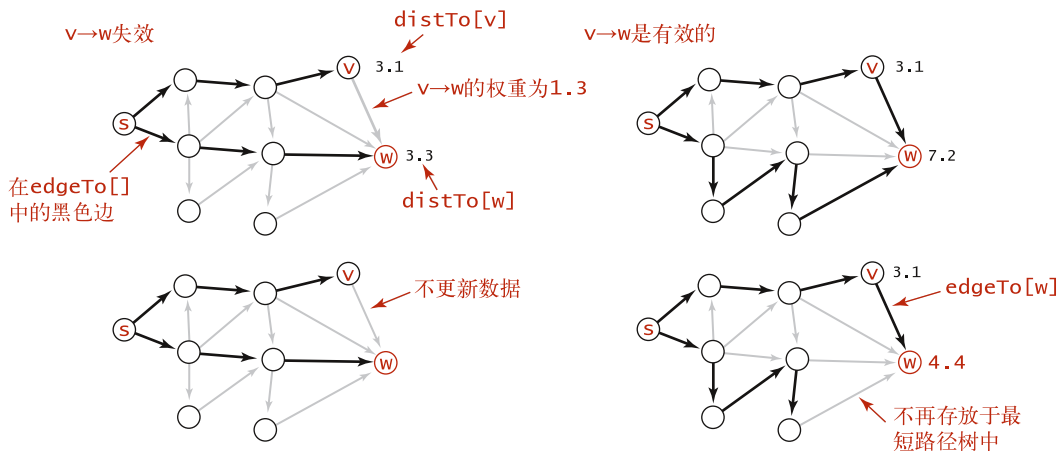 v→w失效
distTo[v]
v
3.1
v→w的权重为1.3
s
w
3.3
在edgeTo[]
中的黑色边
distTo[w]
v→w是有效的
v
3.1
s
w
7.2
v
不更新数据
s
w
v
3.1
edgeTo[w]
s
w
4.4
不再存放于最
短路径树中